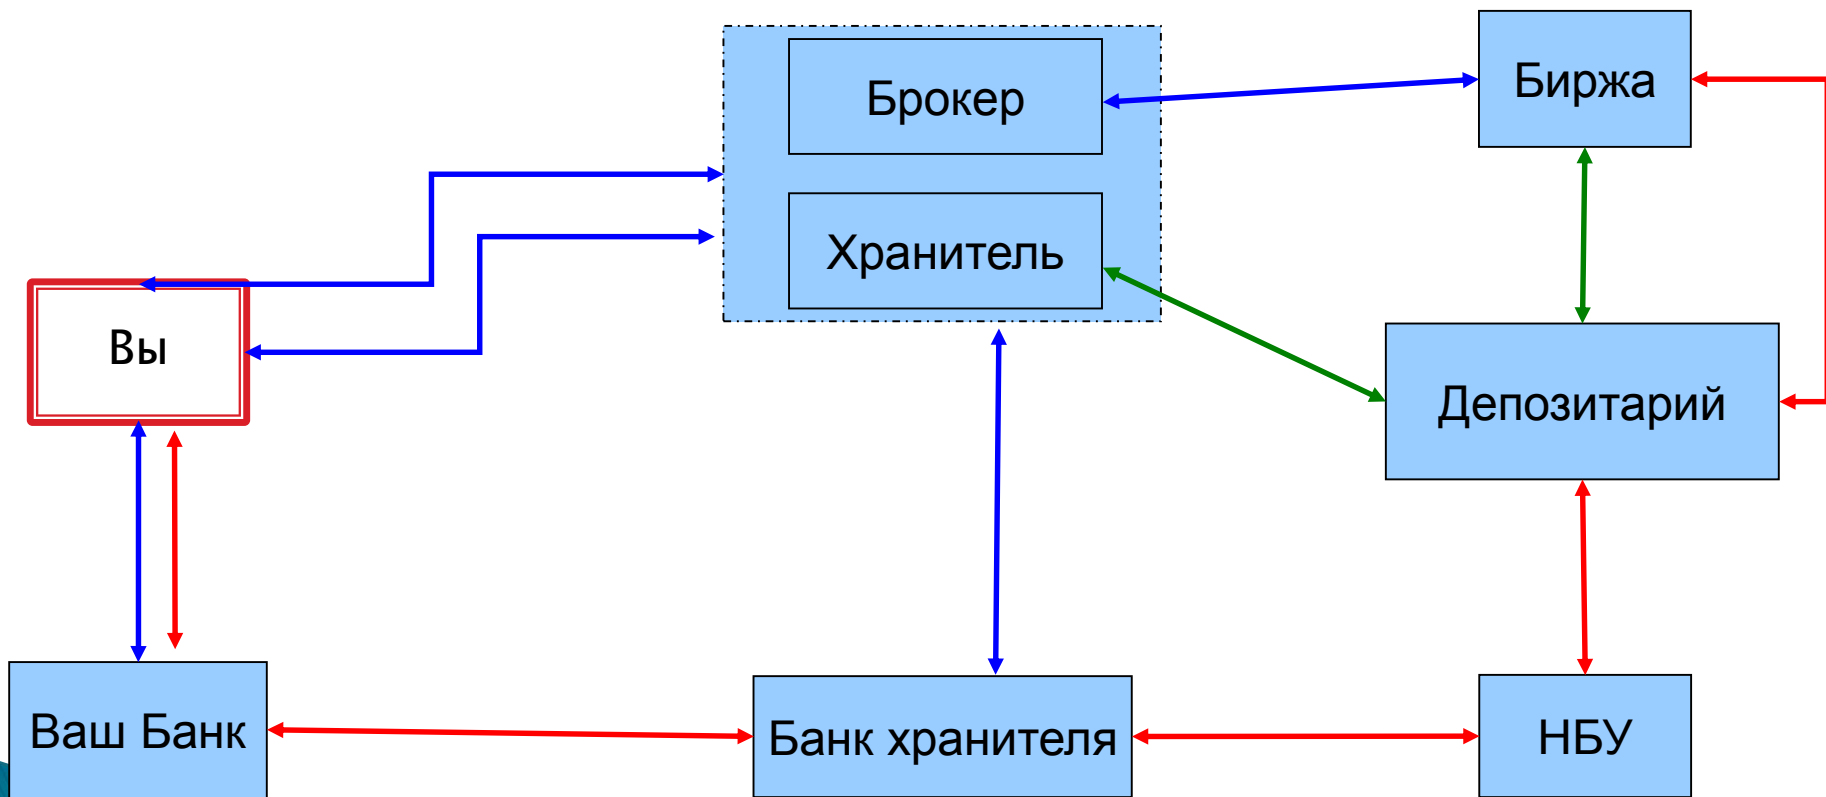 Брокер
Биржа
Хранитель
Вы
Депозитарий
Ваш Банк
Банк хранителя
НБУ